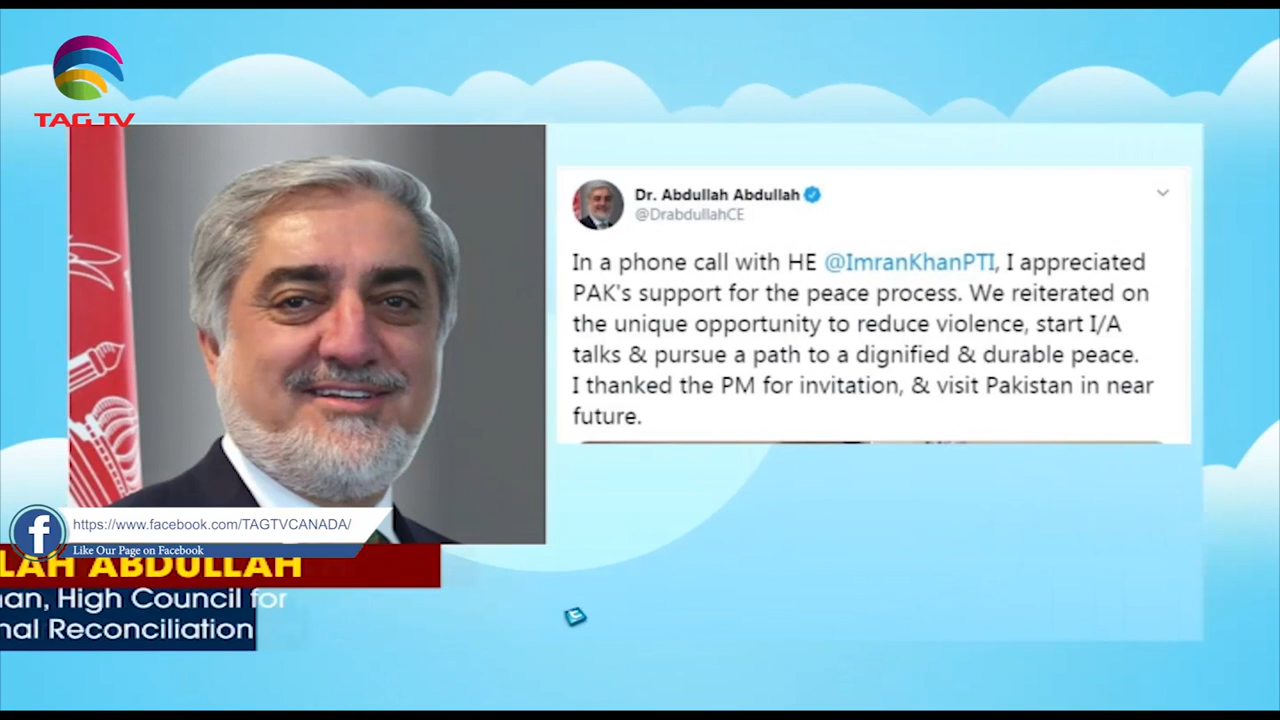 TAG TV
Dr. Abdullah Abdullah
@DrabdullahCE
In a phone call with HE @ImranKhanPTI, I appreciated
PAK's support for the peace process. We reiterated on
the unique opportunity to reduce violence, start I/A
talks & pursue a path to a dignified & durable peace.
I thanked the PM for invitation, & visit Pakistan in near
future.
https://www.facebook.com/TAGTVCANADA/
Like Our Page on Facebook
LAH ABDULLAH
an, High Council for
nal Reconciliation